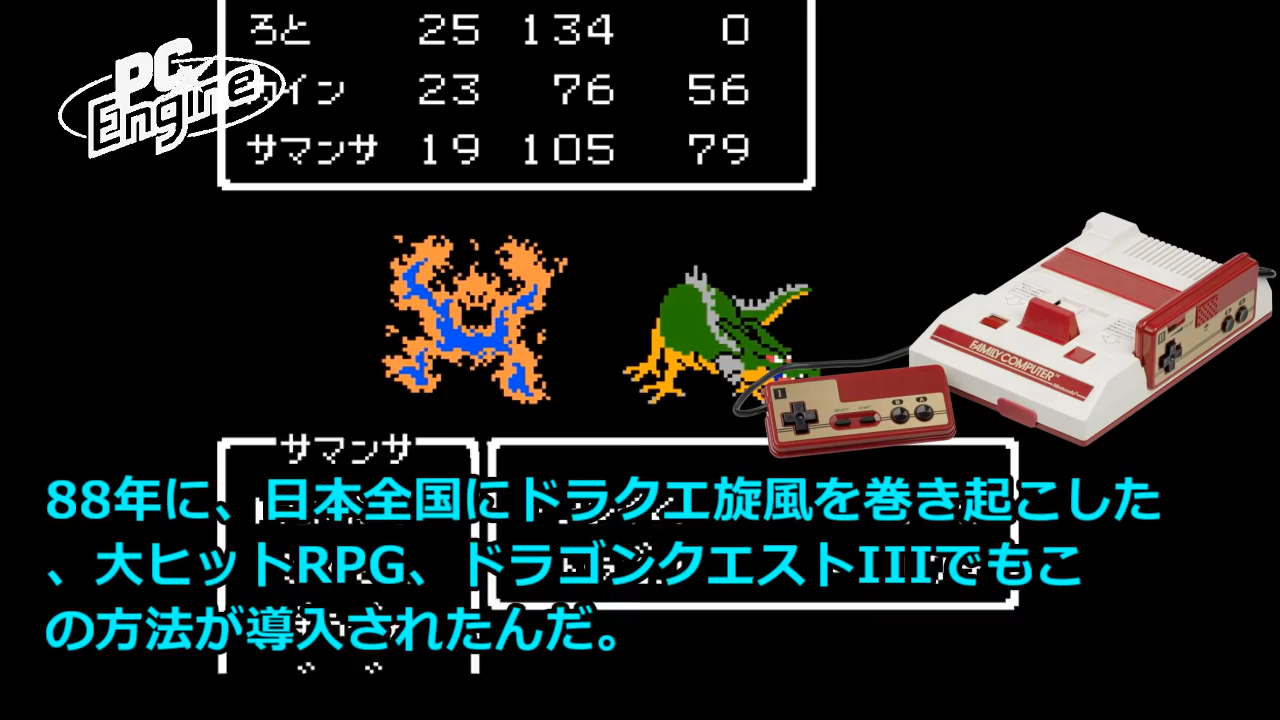 ろと 25 134 0
PC Engine
カイン 23 76 56
サマンサ 19 105 79
FAMILY COMPUTER
Nintendo
I
サマンサ
88年に、日本全国にドラクエ旋風を巻き起こした
、大ヒットRPG、ドラゴンクエストIIIでもこ
の方法が導入されたんだ。